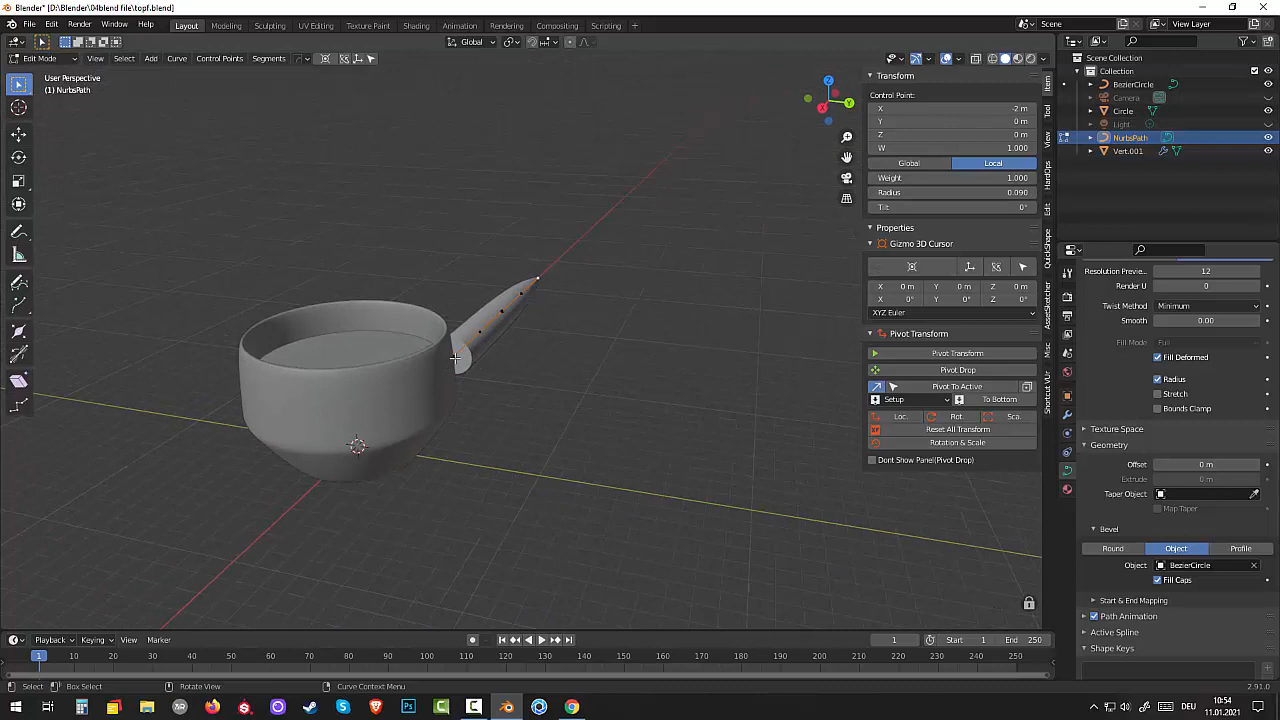 Blender* [D:\Blender\04blend file\topf.blend]
File Edit Render Window Help Layout Modeling Sculpting UV Editing Texture Paint Shading Animation Rendering Compositing Scripting Scene View Layer
Global
Edit Mode View Select Add Curve Control Points Segments
User Perspective
(1) NurbsPath
Z
Y
X
Transform
Control Point:
X -2 m
Y 0 m
Z 0 m
W 1.000
Global Local
Weight 1.000
Radius 0.090
Tilt 0°
Properties
Gizmo 3D Cursor
X 0 m Y 0 m Z 0 m
X 0° Y 0° Z 0°
XYZ Euler
Pivot Transform
Pivot Transform
Pivot Drop
Pivot To Active
Setup To Bottom
Loc. Rot. Sca.
Reset All Transform
Rotation & Scale
Dont Show Panel(Pivot Drop)
Item
Tool
View
HardOps
Edit
QuickShape
AssetSketcher
Misc
Shortcut VUr
Scene Collection
Collection
BezierCircle
Camera
Circle
Light
NurbsPath
Vert.001
Resolution Preview... 12
Render U 0
Twist Method Minimum
Smooth 0.00
Fill Mode Full
Fill Deformed
Radius
Stretch
Bounds Clamp
Texture Space
Geometry
Offset 0 m
Extrude 0 m
Taper Object
Map Taper
Bevel
Round Object Profile
Object BezierCircle
Fill Caps
Start & End Mapping
Path Animation
Active Spline
Shape Keys
Playback Keying View Marker 1 Start 1 End 250
1 10 20 30 40 50 60 70 80 90 100 110 120 130 140 150 160 170 180 190 200 210 220 230 240 250
Select Box Select Rotate View Curve Context Menu 2.91.0
DEU 10:54
11.01.2021